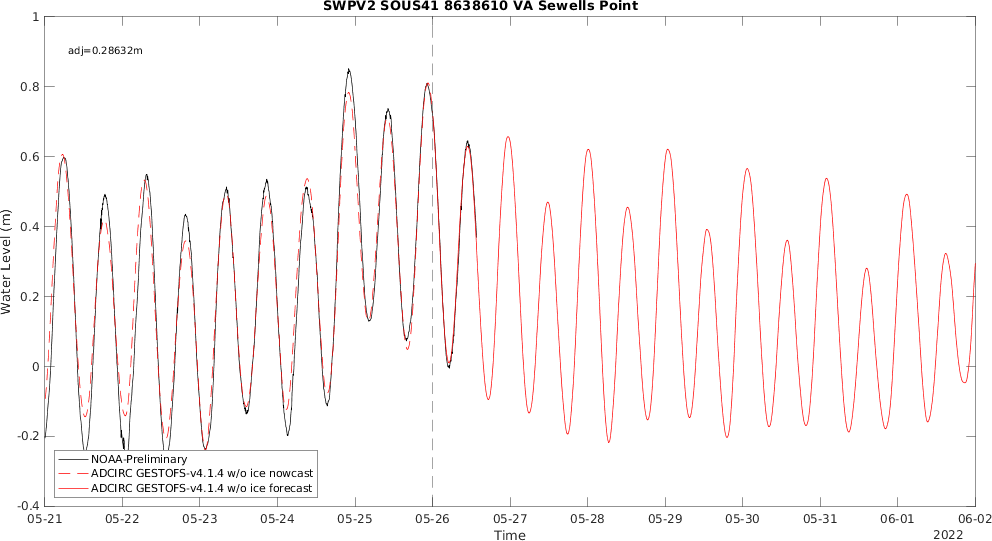 SWPV2 SOUS41 8638610 VA Sewells Point
adj=0.28632m
1
0.8
0.6
0.4
0.2
0
-0.2
-0.4
Water Level (m)
NOAA-Preliminary
ADCIRC GESTOFS-v4.1.4 w/o ice nowcast
ADCIRC GESTOFS-v4.1.4 w/o ice forecast
05-21 05-22 05-23 05-24 05-25 05-26 05-27 05-28 05-29 05-30 05-31 06-01 06-02
Time
2022